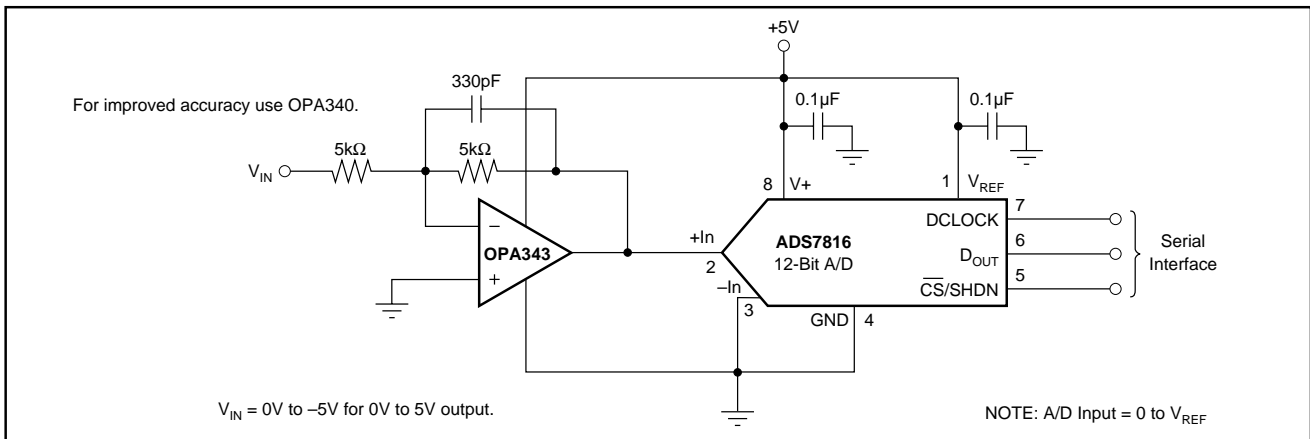 +5V
330pF
For improved accuracy use OPA340.
0.1µF
0.1µF
5kΩ
5kΩ
V_IN
8
V+
1
V_REF
−
OPA343
+
+In
2
–In
3
ADS7816
12-Bit A/D
GND
4
DCLOCK
7
D_OUT
6
C̅S̅/SHDN
5
Serial
Interface
V_IN = 0V to –5V for 0V to 5V output.
NOTE: A/D Input = 0 to V_REF